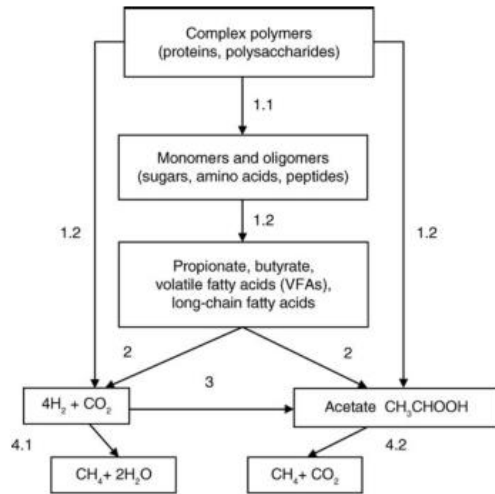 Complex polymers
(proteins, polysaccharides)
1.1
Monomers and oligomers
(sugars, amino acids, peptides)
1.2
1.2
1.2
Propionate, butyrate,
volatile fatty acids (VFAs),
long-chain fatty acids
2
2
3
4H₂ + CO₂
Acetate CH₃CHOOH
4.1
4.2
CH₄ + 2H₂O
CH₄ + CO₂